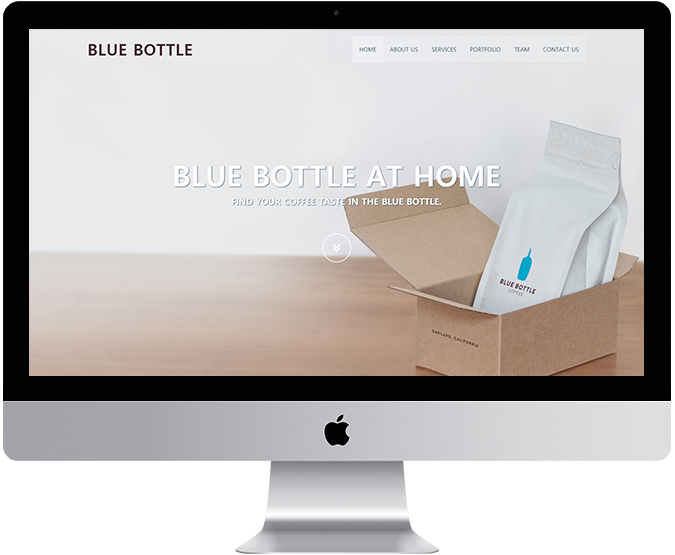 BLUE BOTTLE
HOME ABOUT US SERVICES PORTFOLIO TEAM CONTACT US
BLUE BOTTLE AT HOME
FIND YOUR COFFEE TASTE IN THE BLUE BOTTLE.
BLUE BOTTLE
COFFEE
OAKLAND, CALIFORNIA